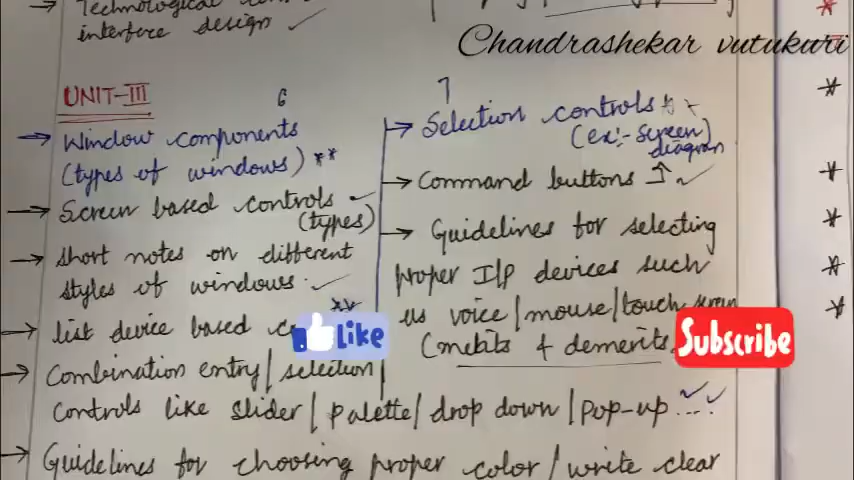 Technological
interface design ✓
Chandrashekar vutukuri
UNIT-III
6
→ Window components
(types of windows) **
→ Screen based controls ✓
(types)
→ Short notes on different
styles of windows. ✓
**
→ list device based
→ Combination entry / selection
controls like slider / palette / drop down / pop-up
→ Guidelines for choosing proper color / write clear
7
→ Selection controls **
(ex:- screen)
diagram
→ Command buttons ↑ ✓
→ Guidelines for selecting
proper I/p devices such
as voice / mouse / touch screen
(merits & demerits
Like
Subscribe